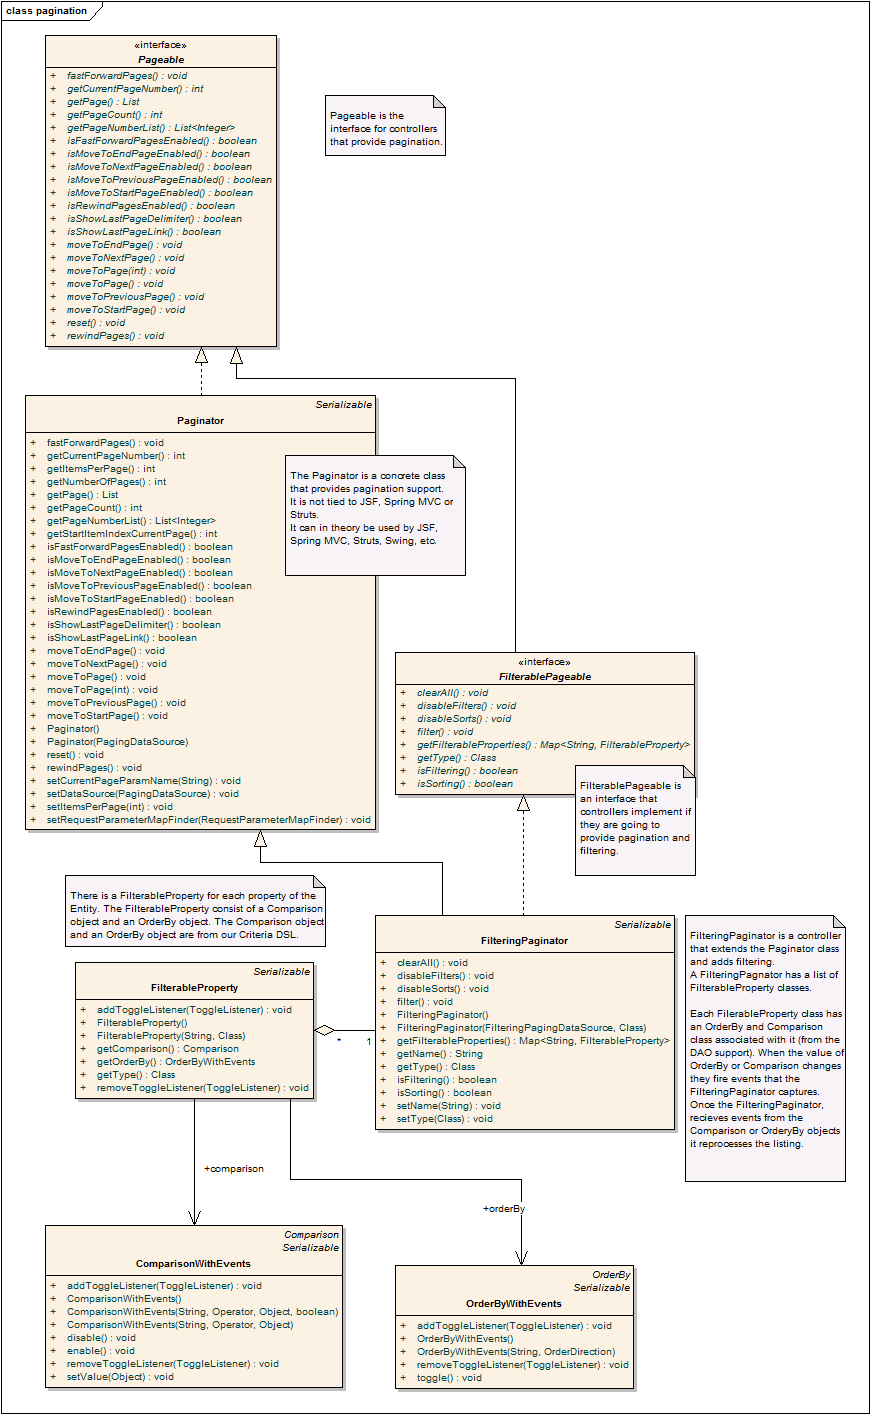 class pagination
«interface»
Pageable
+ fastForwardPages() : void
+ getCurrentPageNumber() : int
+ getPage() : List
+ getPageCount() : int
+ getPageNumberList() : List<Integer>
+ isFastForwardPagesEnabled() : boolean
+ isMoveToEndPageEnabled() : boolean
+ isMoveToNextPageEnabled() : boolean
+ isMoveToPreviousPageEnabled() : boolean
+ isMoveToStartPageEnabled() : boolean
+ isRewindPagesEnabled() : boolean
+ isShowLastPageDelimiter() : boolean
+ isShowLastPageLink() : boolean
+ moveToEndPage() : void
+ moveToNextPage() : void
+ moveToPage(int) : void
+ moveToPage() : void
+ moveToPreviousPage() : void
+ moveToStartPage() : void
+ reset() : void
+ rewindPages() : void
Pageable is the
interface for controllers
that provide pagination.
Serializable
Paginator
+ fastForwardPages() : void
+ getCurrentPageNumber() : int
+ getItemsPerPage() : int
+ getNumberOfPages() : int
+ getPage() : List
+ getPageCount() : int
+ getPageNumberList() : List<Integer>
+ getStartItemIndexCurrentPage() : int
+ isFastForwardPagesEnabled() : boolean
+ isMoveToEndPageEnabled() : boolean
+ isMoveToNextPageEnabled() : boolean
+ isMoveToPreviousPageEnabled() : boolean
+ isMoveToStartPageEnabled() : boolean
+ isRewindPagesEnabled() : boolean
+ isShowLastPageDelimiter() : boolean
+ isShowLastPageLink() : boolean
+ moveToEndPage() : void
+ moveToNextPage() : void
+ moveToPage() : void
+ moveToPage(int) : void
+ moveToPreviousPage() : void
+ moveToStartPage() : void
+ Paginator()
+ Paginator(PagingDataSource)
+ reset() : void
+ rewindPages() : void
+ setCurrentPageParamName(String) : void
+ setDataSource(PagingDataSource) : void
+ setItemsPerPage(int) : void
+ setRequestParameterMapFinder(RequestParameterMapFinder) : void
The Paginator is a concrete class
that provides pagination support.
It is not tied to JSF, Spring MVC or
Struts.
It can in theory be used by JSF,
Spring MVC, Struts, Swing, etc.
«interface»
FilterablePageable
+ clearAll() : void
+ disableFilters() : void
+ disableSorts() : void
+ filter() : void
+ getFilterableProperties() : Map<String, FilterableProperty>
+ getType() : Class
+ isFiltering() : boolean
+ isSorting() : boolean
FilterablePageable is
an interface that
controllers implement if
they are going to
provide pagination and
filtering.
There is a FilterableProperty for each property of the
Entity. The FilterableProperty consist of a Comparison
object and an OrderBy object. The Comparison object
and an OrderBy object are from our Criteria DSL.
Serializable
FilterableProperty
+ addToggleListener(ToggleListener) : void
+ FilterableProperty()
+ FilterableProperty(String, Class)
+ getComparison() : Comparison
+ getOrderBy() : OrderByWithEvents
+ getType() : Class
+ removeToggleListener(ToggleListener) : void
* 1
Serializable
FilteringPaginator
+ clearAll() : void
+ disableFilters() : void
+ disableSorts() : void
+ filter() : void
+ FilteringPaginator()
+ FilteringPaginator(FilteringPagingDataSource, Class)
+ getFilterableProperties() : Map<String, FilterableProperty>
+ getName() : String
+ getType() : Class
+ isFiltering() : boolean
+ isSorting() : boolean
+ setName(String) : void
+ setType(Class) : void
FilteringPaginator is a controller
that extends the Paginator class
and adds filtering.
A FilteringPagnator has a list of
FilterableProperty classes.
Each FilerableProperty class has
an OrderBy and Comparison
class associated with it (from the
DAO support). When the value of
OrderBy or Comparison changes
they fire events that the
FilteringPaginator captures.
Once the FilteringPaginator,
recieves events from the
Comparison or OrderyBy objects
it reprocesses the listing.
+comparison
+orderBy
Comparison
Serializable
ComparisonWithEvents
+ addToggleListener(ToggleListener) : void
+ ComparisonWithEvents()
+ ComparisonWithEvents(String, Operator, Object, boolean)
+ ComparisonWithEvents(String, Operator, Object)
+ disable() : void
+ enable() : void
+ removeToggleListener(ToggleListener) : void
+ setValue(Object) : void
OrderBy
Serializable
OrderByWithEvents
+ addToggleListener(ToggleListener) : void
+ OrderByWithEvents()
+ OrderByWithEvents(String, OrderDirection)
+ removeToggleListener(ToggleListener) : void
+ toggle() : void